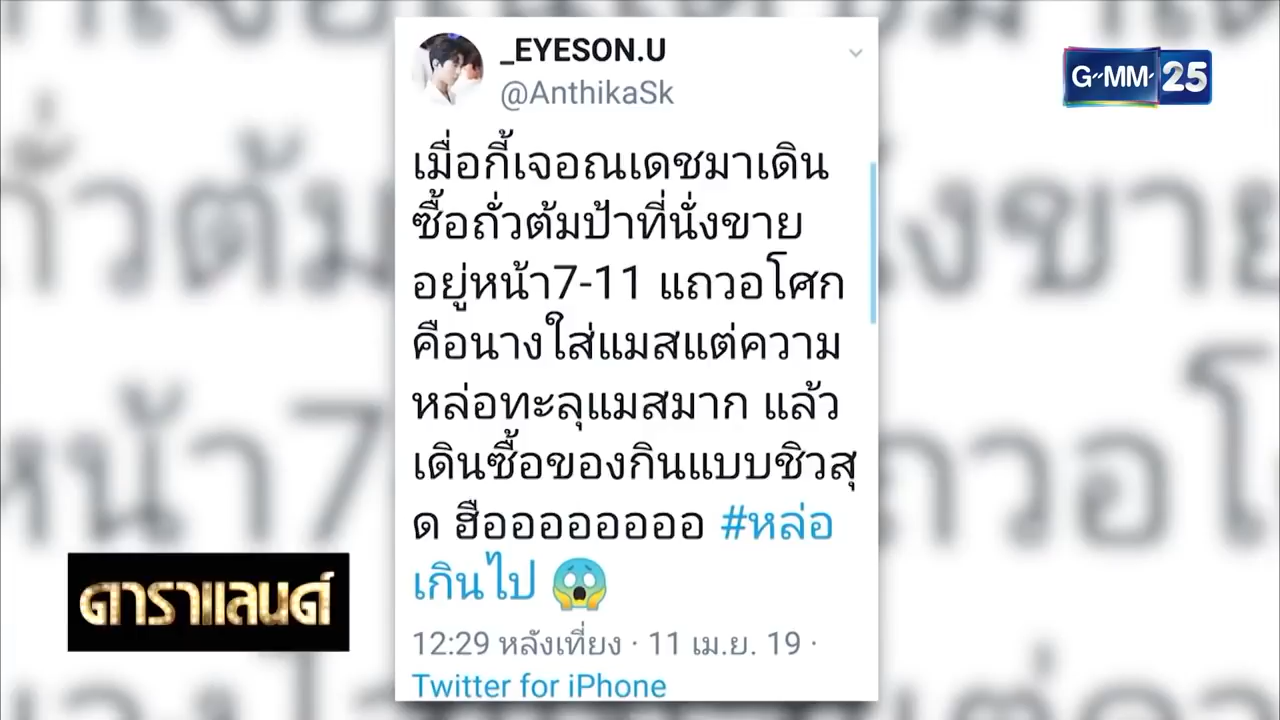 _EYESON.U
@AnthikaSk
G-MM 25
เมื่อกี้เจอณเดชมาเดิน
ซื้อถั่วต้มป้าที่นั่งขาย
อยู่หน้า7-11 แถวอโศก
คือนางใส่แมสแต่ความ
หล่อทะลุแมสมาก แล้ว
เดินซื้อของกินแบบชิวสุ
ด ฮือออออออออ #หล่อ
เกินไป 😱
ดาราแลนด์
12:29 หลังเที่ยง · 11 เม.ย. 19 ·
Twitter for iPhone